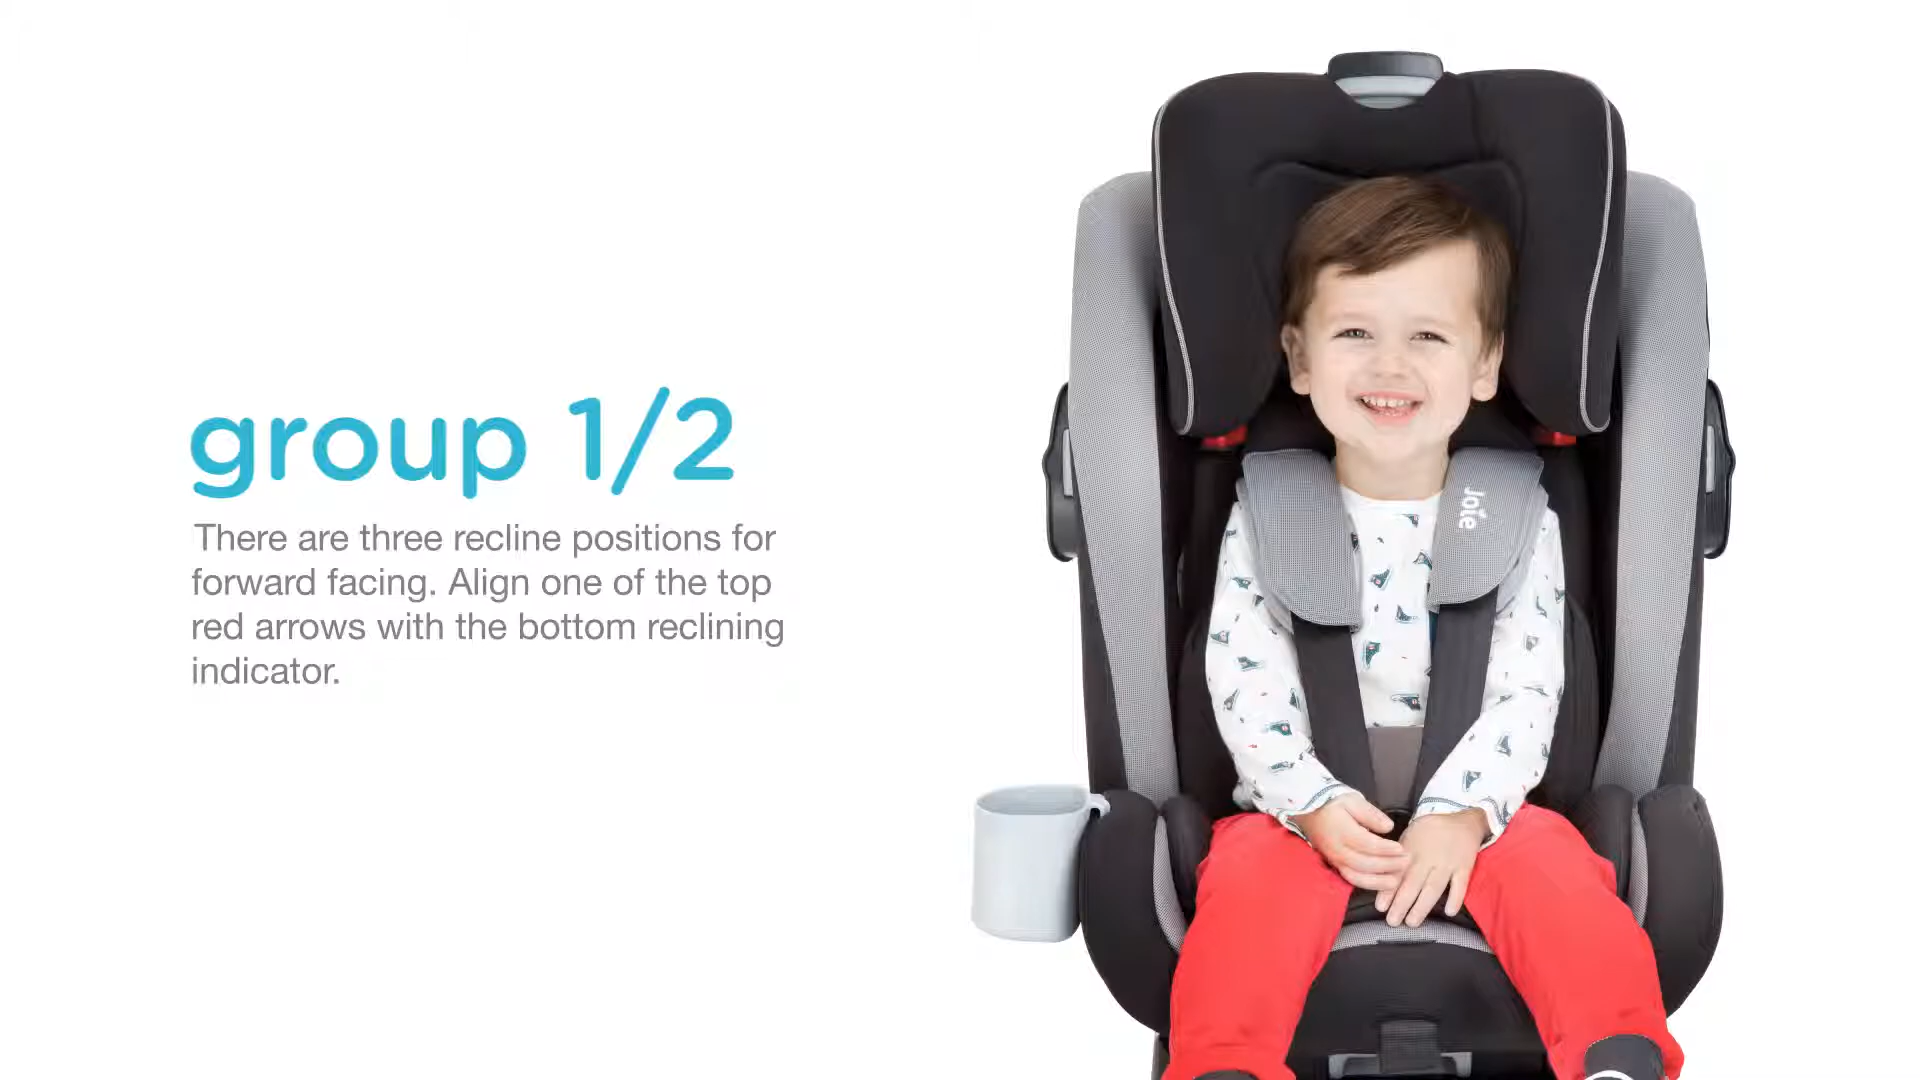 group 1/2
There are three recline positions for
forward facing. Align one of the top
red arrows with the bottom reclining
indicator.
Joie